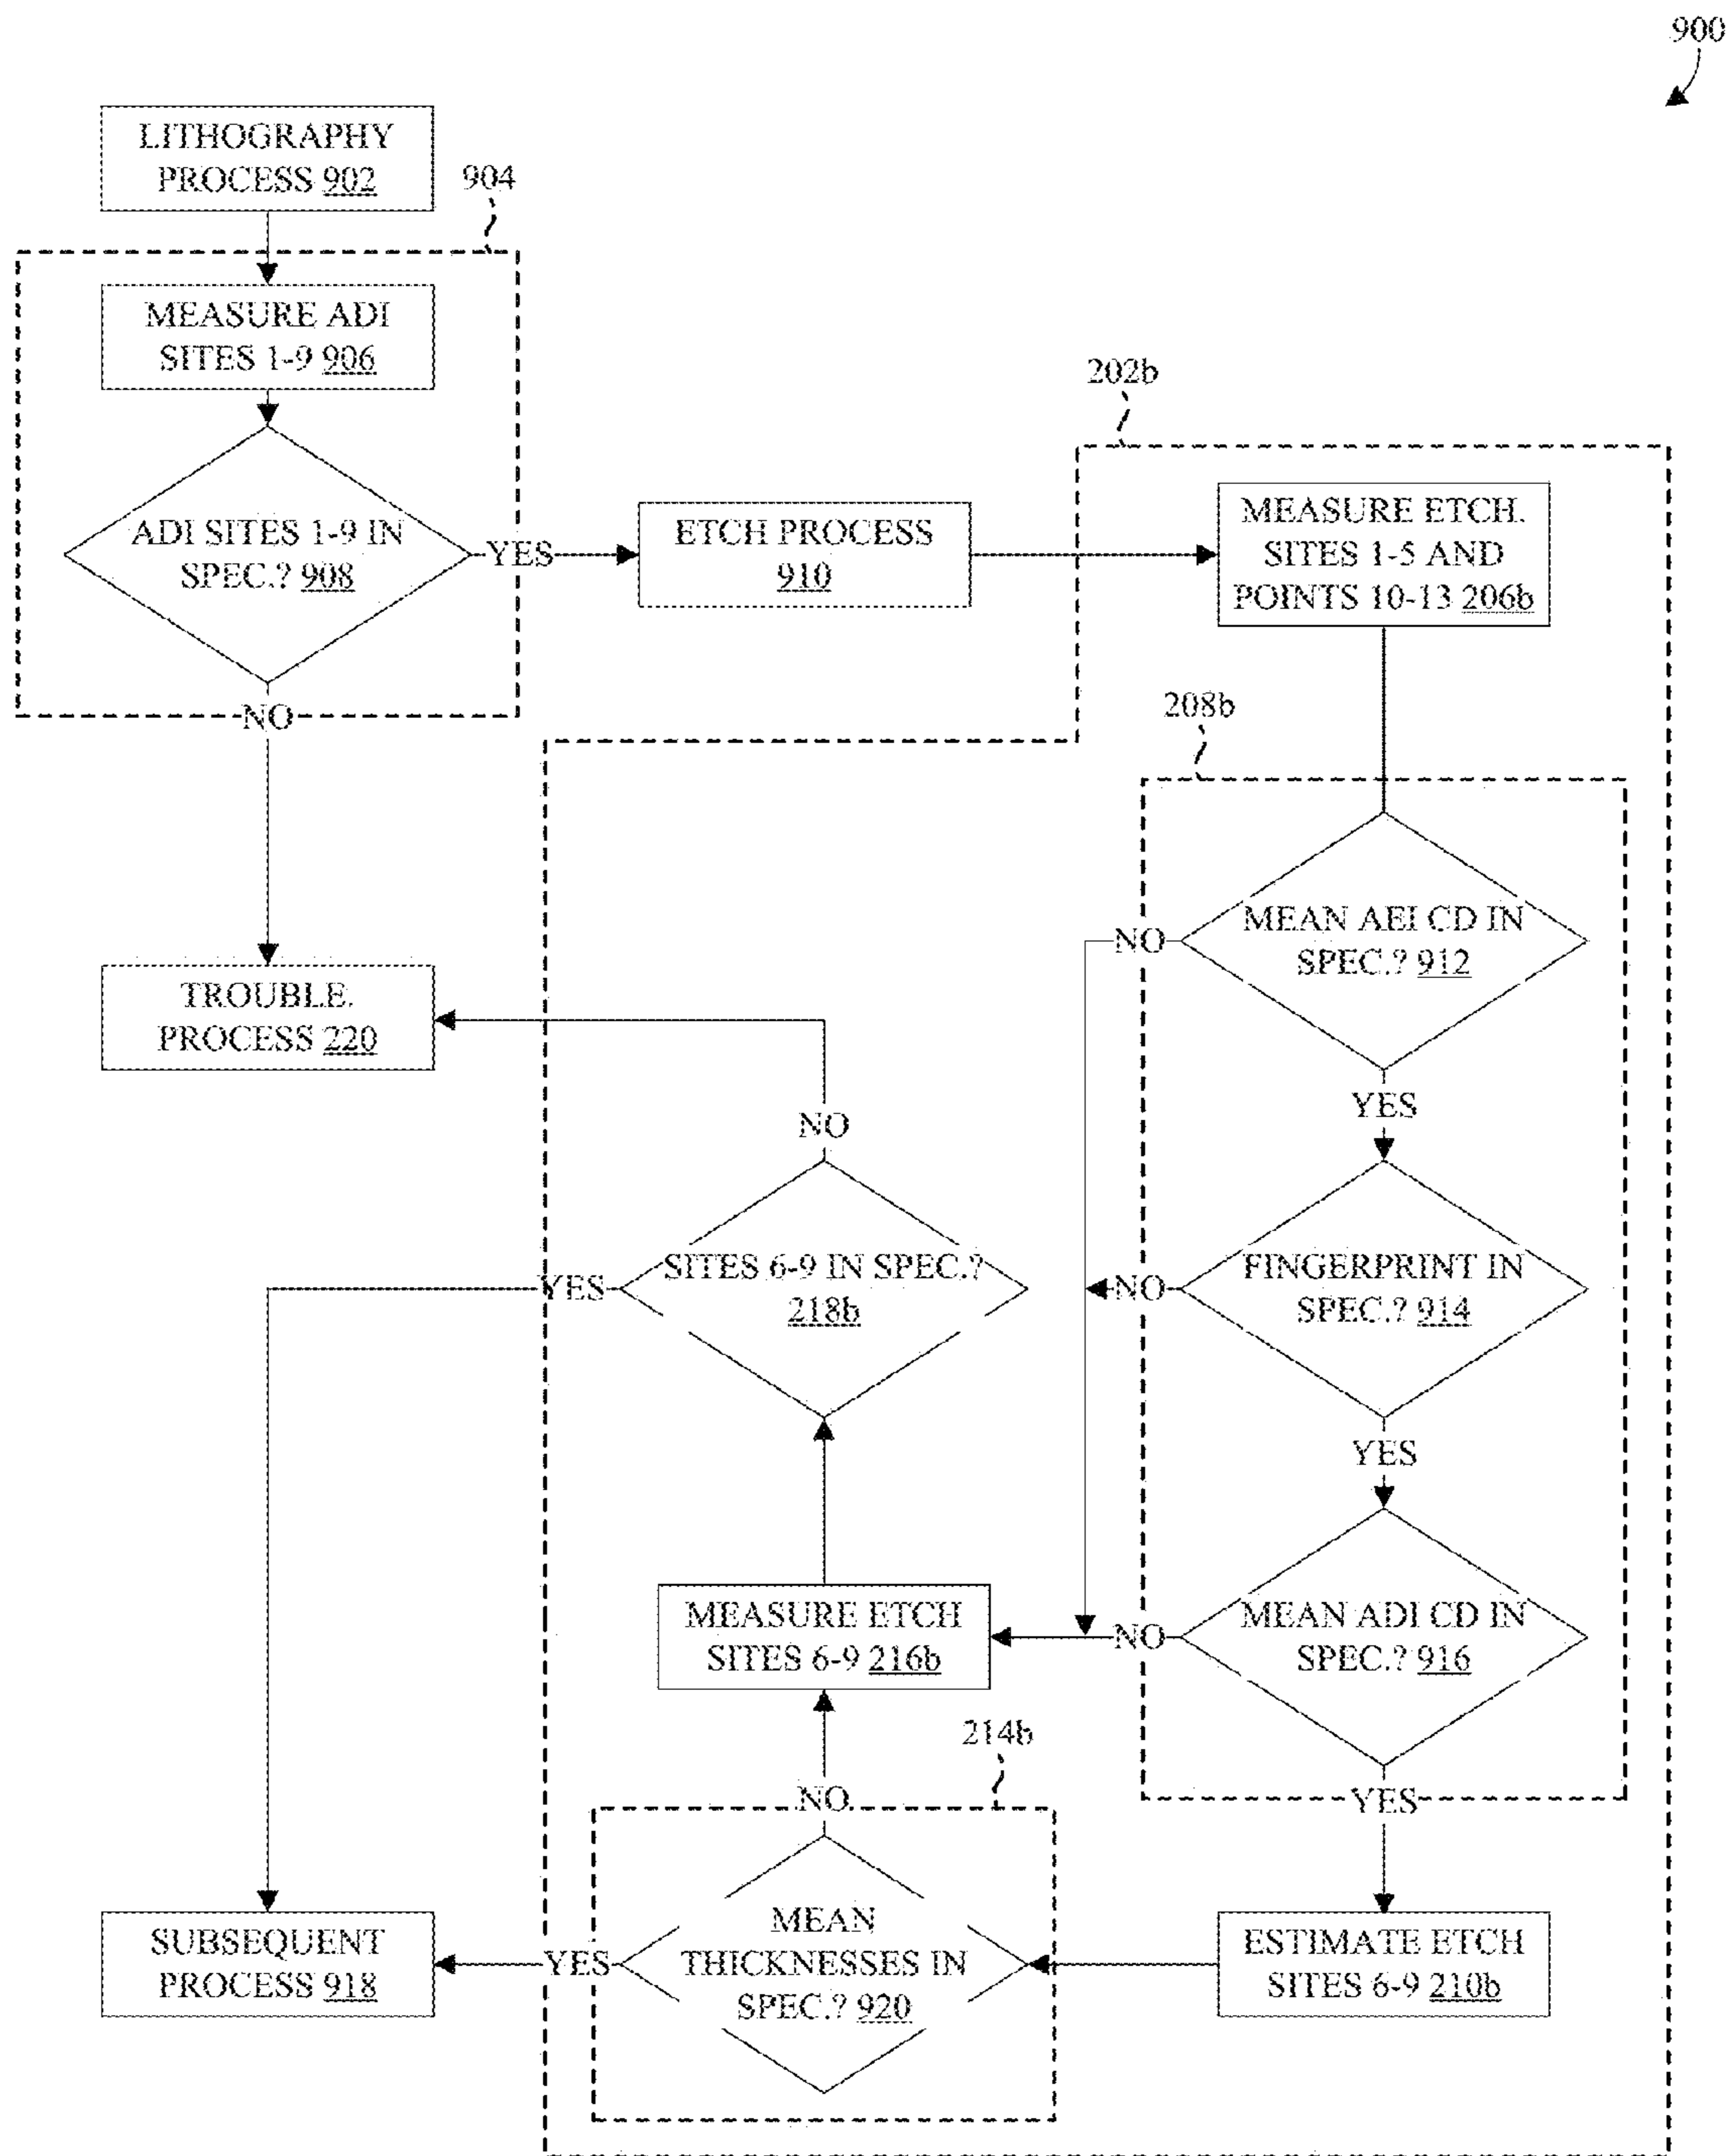 900
LITHOGRAPHY
PROCESS 902
904
MEASURE ADI
SITES 1-9 906
202b
ADI SITES 1-9 IN
SPEC.? 908
YES
ETCH PROCESS
910
MEASURE ETCH.
SITES 1-5 AND
POINTS 10-13 206b
NO
208b
MEAN AEI CD IN
SPEC.? 912
NO
YES
TROUBLE.
PROCESS 220
NO
SITES 6-9 IN SPEC.?
218b
YES
FINGERPRINT IN
SPEC.? 914
NO
YES
MEASURE ETCH
SITES 6-9 216b
NO
MEAN ADI CD IN
SPEC.? 916
214b
NO
YES
SUBSEQUENT
PROCESS 918
YES
MEAN
THICKNESSES IN
SPEC.? 920
ESTIMATE ETCH
SITES 6-9 210b